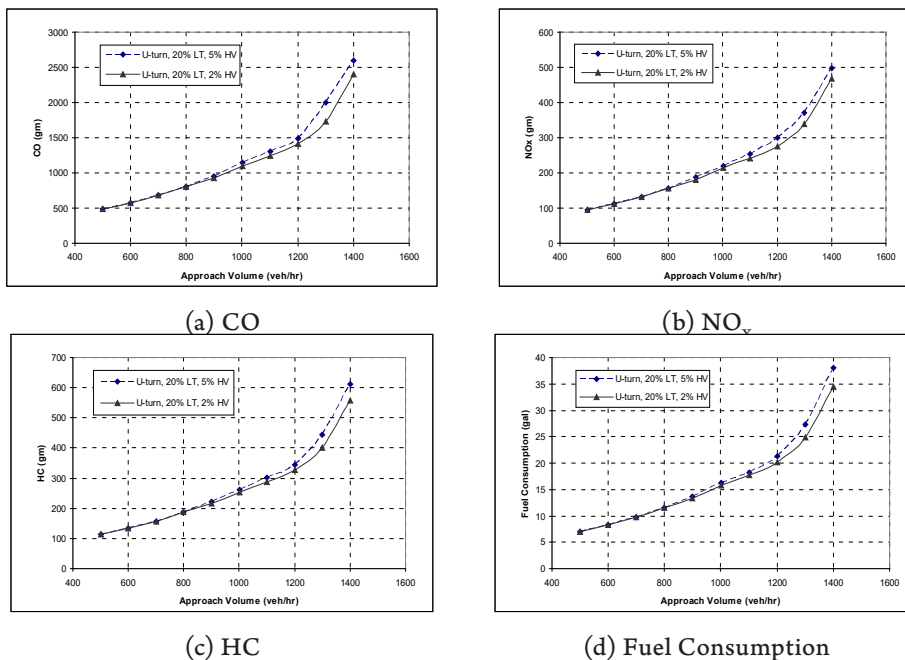 3000
2500
2000
1500
1000
500
0
CO (gm)
U-turn, 20% LT, 5% HV
U-turn, 20% LT, 2% HV
400 600 800 1000 1200 1400 1600
Approach Volume (veh/hr)
(a) CO
600
500
400
300
200
100
0
NOx (gm)
U-turn, 20% LT, 5% HV
U-turn, 20% LT, 2% HV
400 600 800 1000 1200 1400 1600
Approach Volume (veh/hr)
(b) NOx
700
600
500
400
300
200
100
0
HC (gm)
U-turn, 20% LT, 5% HV
U-turn, 20% LT, 2% HV
400 600 800 1000 1200 1400 1600
Approach Volume (veh/hr)
(c) HC
40
35
30
25
20
15
10
5
0
Fuel Consumption (gal)
U-turn, 20% LT, 5% HV
U-turn, 20% LT, 2% HV
400 600 800 1000 1200 1400 1600
Approach Volume (veh/hr)
(d) Fuel Consumption